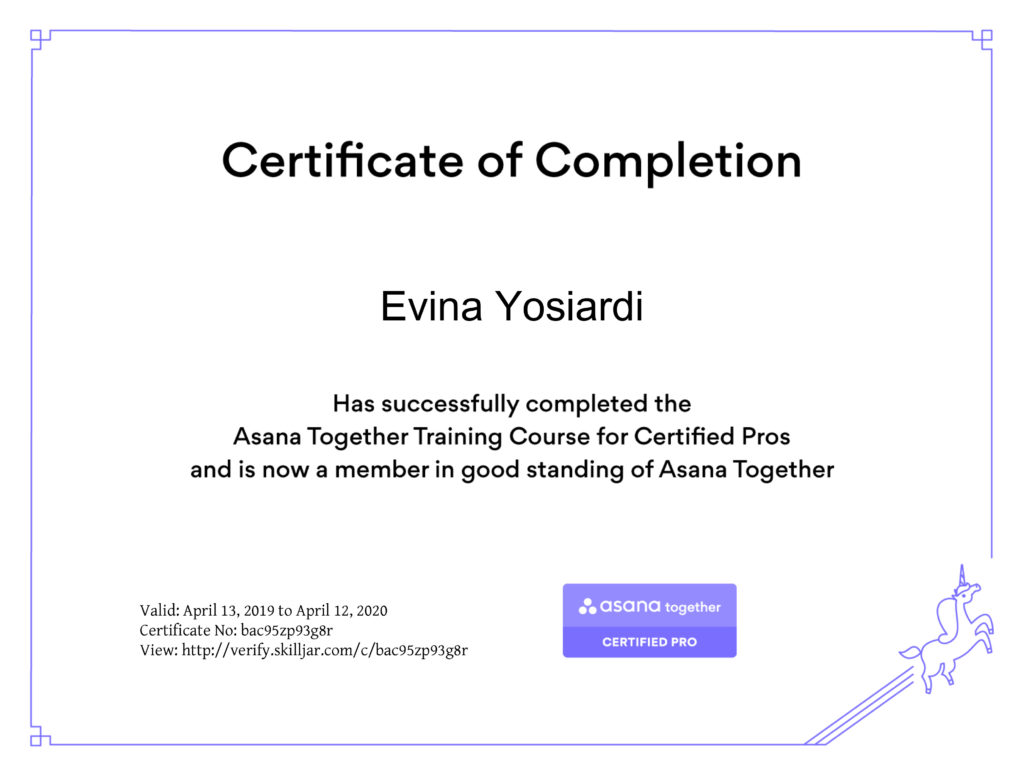 Certificate of Completion
Evina Yosiardi
Has successfully completed the
Asana Together Training Course for Certified Pros
and is now a member in good standing of Asana Together
Valid: April 13, 2019 to April 12, 2020
Certificate No: bac95zp93g8r
View: http://verify.skilljar.com/c/bac95zp93g8r
asana together
CERTIFIED PRO